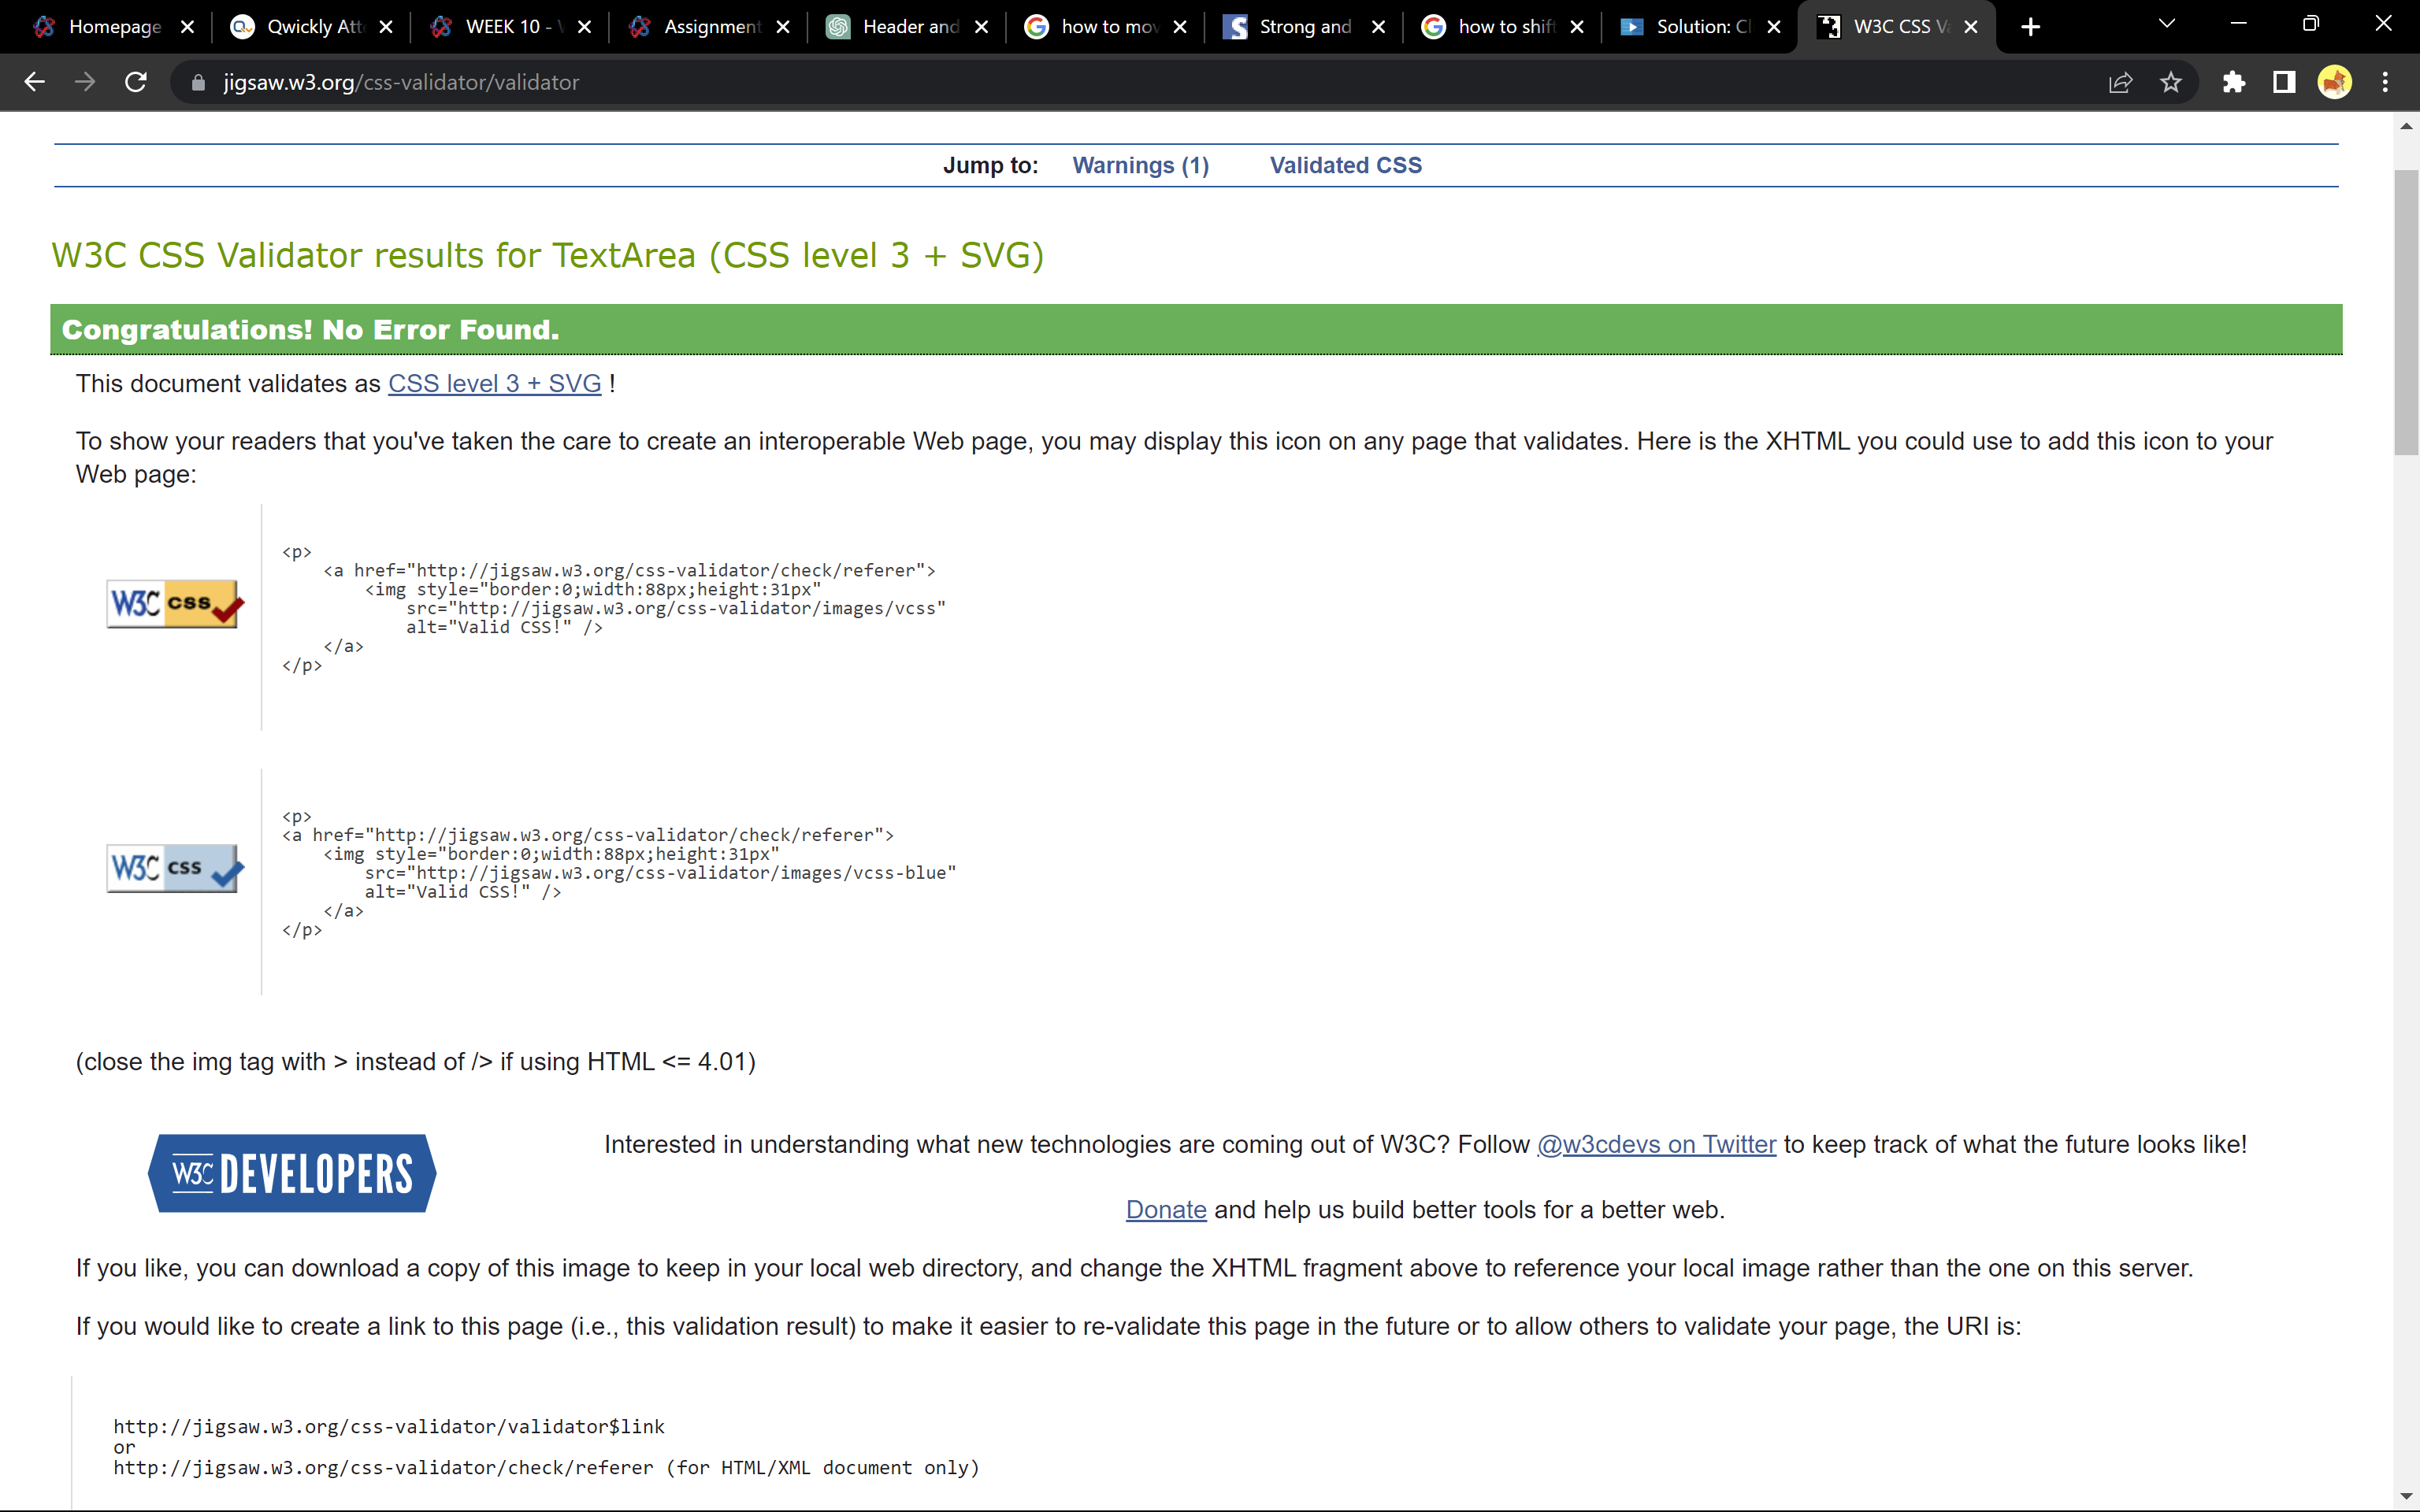 Homepage
Qwickly Att
WEEK 10 -
Assignment
Header and
how to mov
Strong and
how to shift
Solution: Cl
W3C CSS Va
jigsaw.w3.org/css-validator/validator
Jump to: Warnings (1) Validated CSS
W3C CSS Validator results for TextArea (CSS level 3 + SVG)
Congratulations! No Error Found.
This document validates as CSS level 3 + SVG !
To show your readers that you've taken the care to create an interoperable Web page, you may display this icon on any page that validates. Here is the XHTML you could use to add this icon to your
Web page:
W3C css
<p>
<a href="http://jigsaw.w3.org/css-validator/check/referer">
<img style="border:0;width:88px;height:31px"
src="http://jigsaw.w3.org/css-validator/images/vcss"
alt="Valid CSS!" />
</a>
</p>
W3C css
<p>
<a href="http://jigsaw.w3.org/css-validator/check/referer">
<img style="border:0;width:88px;height:31px"
src="http://jigsaw.w3.org/css-validator/images/vcss-blue"
alt="Valid CSS!" />
</a>
</p>
(close the img tag with > instead of /> if using HTML <= 4.01)
W3C DEVELOPERS
Interested in understanding what new technologies are coming out of W3C? Follow @w3cdevs on Twitter to keep track of what the future looks like!
Donate and help us build better tools for a better web.
If you like, you can download a copy of this image to keep in your local web directory, and change the XHTML fragment above to reference your local image rather than the one on this server.
If you would like to create a link to this page (i.e., this validation result) to make it easier to re-validate this page in the future or to allow others to validate your page, the URI is:
http://jigsaw.w3.org/css-validator/validator$link
or
http://jigsaw.w3.org/css-validator/check/referer (for HTML/XML document only)